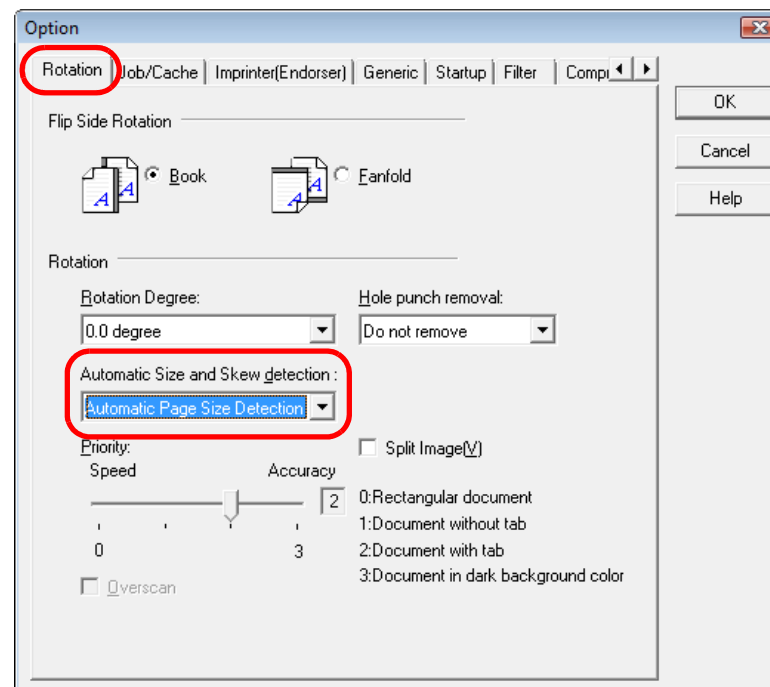 Option
Rotation Job/Cache Imprinter(Endorser) Generic Startup Filter
OK
Cancel
Help
Flip Side Rotation
A A Book A Fanfold
Rotation
Rotation Degree: Hole punch removal:
0.0 degree Do not remove
Automatic Size and Skew detection :
Automatic Page Size Detection
Priority: Split Image(V)
Speed Accuracy
2 0:Rectangular document
1:Document without tab
0 3 2:Document with tab
3:Document in dark background color
Overscan